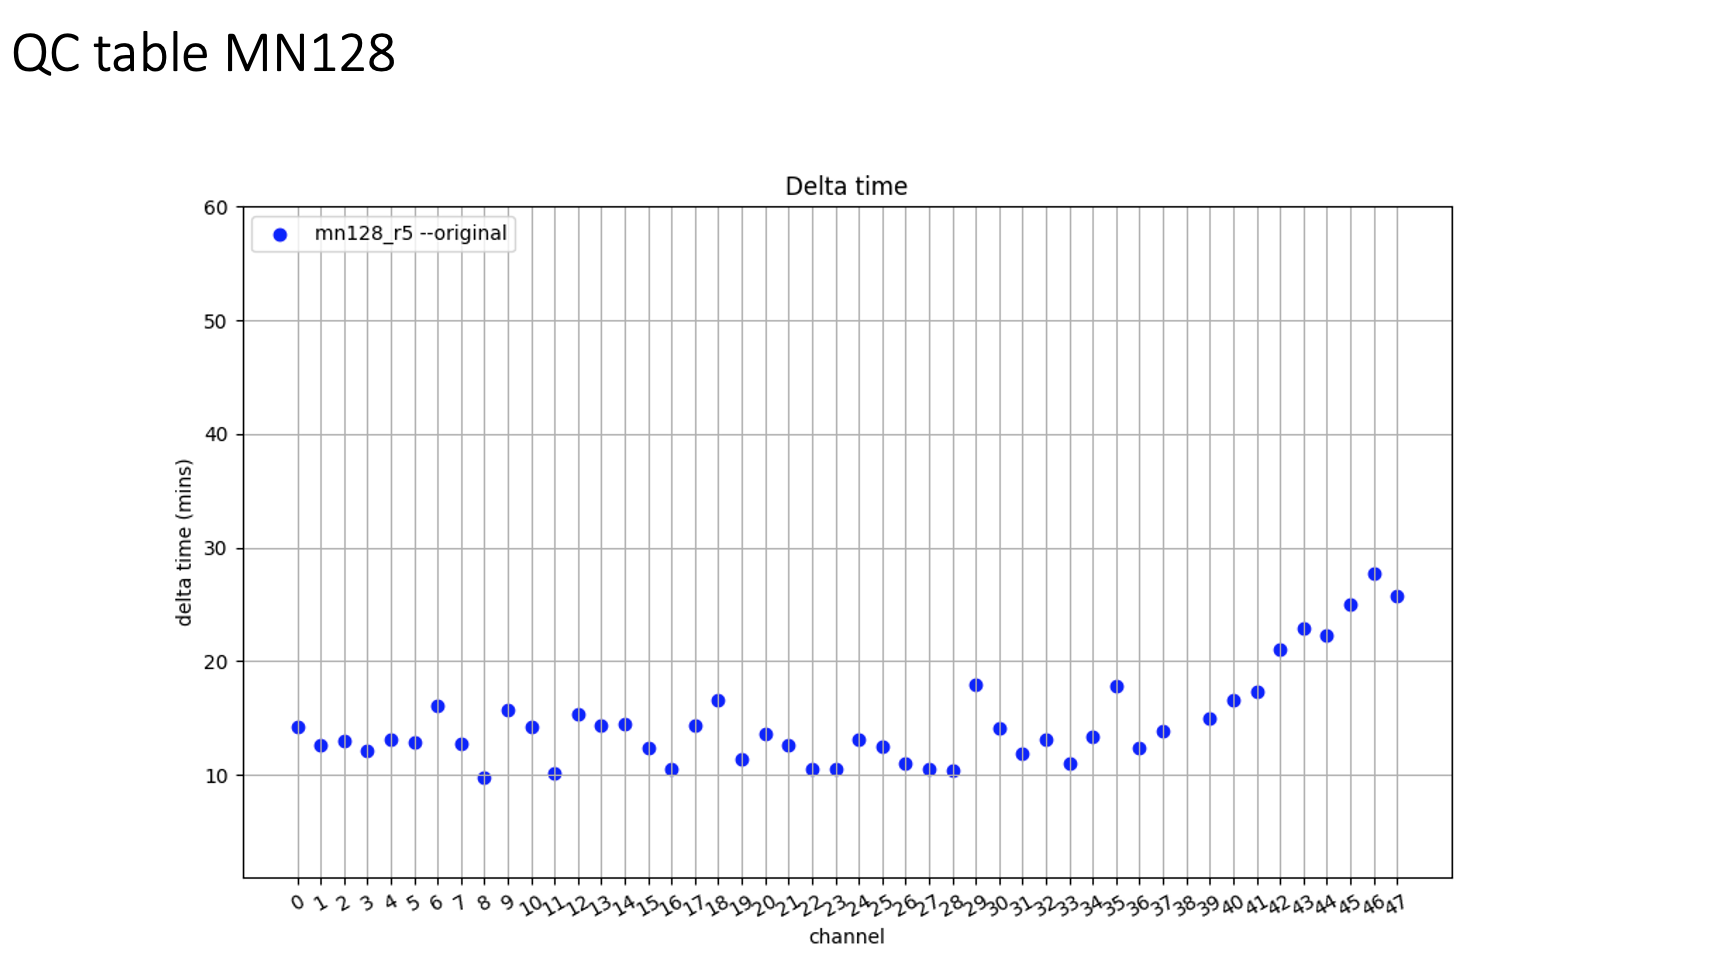 QC table MN128
Delta time
60
mn128_r5 --original
50
40
30
20
10
delta time (mins)
0 1 2 3 4 5 6 7 8 9 10 11 12 13 14 15 16 17 18 19 20 21 22 23 24 25 26 27 28 29 30 31 32 33 34 35 36 37 38 39 40 41 42 43 44 45 46 47
channel